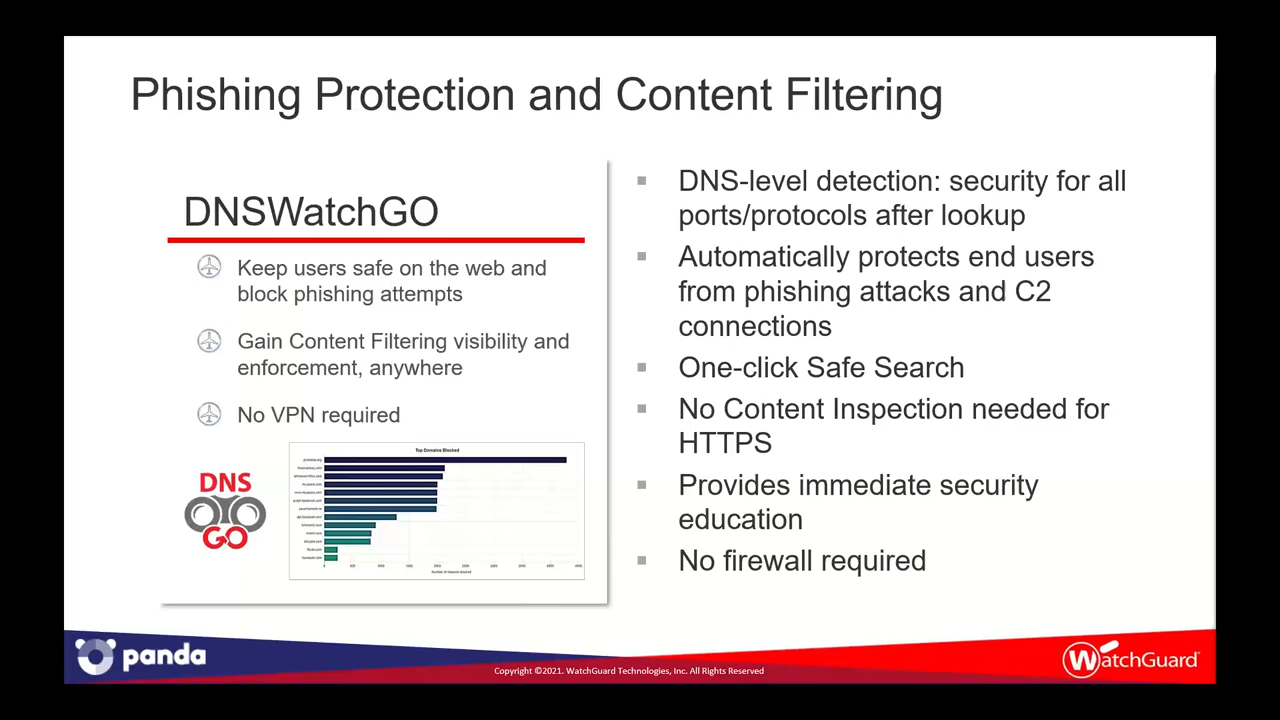 Phishing Protection and Content Filtering
DNSWatchGO
Keep users safe on the web and
block phishing attempts
Gain Content Filtering visibility and
enforcement, anywhere
No VPN required
DNS
GO
Top Domains Blocked
DNS-level detection: security for all
ports/protocols after lookup
Automatically protects end users
from phishing attacks and C2
connections
One-click Safe Search
No Content Inspection needed for
HTTPS
Provides immediate security
education
No firewall required
panda
Copyright ©2021. WatchGuard Technologies, Inc. All Rights Reserved
WatchGuard